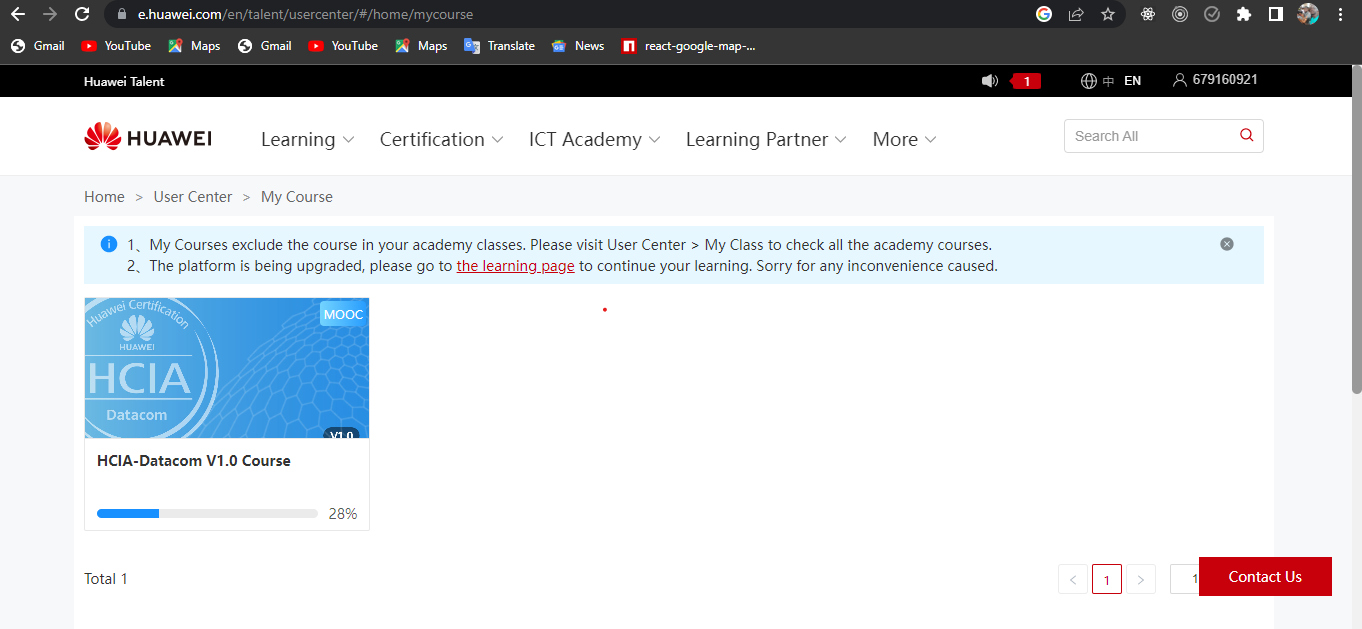 e.huawei.com/en/talent/usercenter/#/home/mycourse
Gmail YouTube Maps Gmail YouTube Maps Translate News react-google-map-...
Huawei Talent 1 中 EN 679160921
HUAWEI Learning Certification ICT Academy Learning Partner More Search All
Home > User Center > My Course
1、My Courses exclude the course in your academy classes. Please visit User Center > My Class to check all the academy courses.
2、The platform is being upgraded, please go to the learning page to continue your learning. Sorry for any inconvenience caused.
Huawei Certification
MOOC
HUAWEI
HCIA
Datacom
V1.0
HCIA-Datacom V1.0 Course
28%
Total 1 < 1 > 1 Contact Us